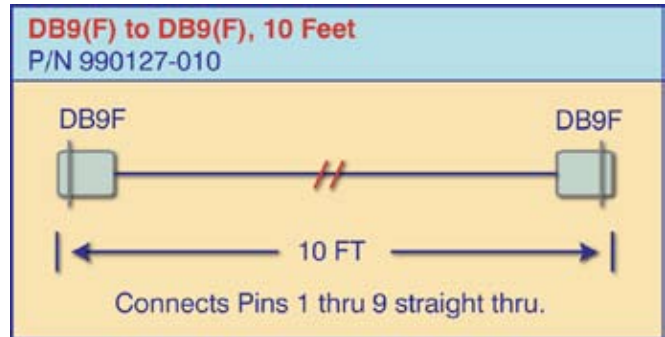 DB9(F) to DB9(F), 10 Feet
P/N 990127-010
DB9F DB9F
10 FT
Connects Pins 1 thru 9 straight thru.